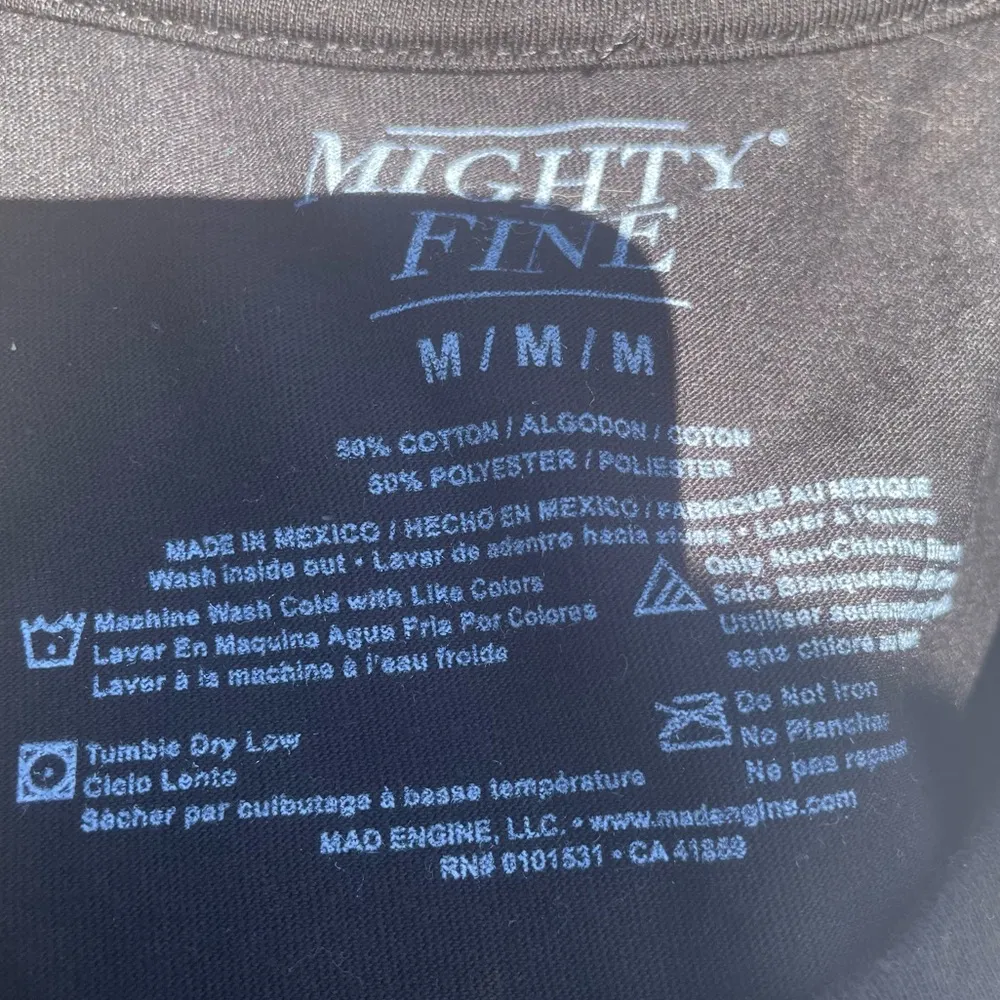 MIGHTY
FINE
M / M / M
50% COTTON / ALGODON / COTON
50% POLYESTER / POLIESTER
MADE IN MEXICO / HECHO EN MEXICO / FABRIQUE AU MEXIQUE
Wash inside out • Lavar de adentro hacia afuera • Laver à l'envers
Machine Wash Cold with Like Colors
Lavar En Maquina Agua Fria Por Colores
Laver à la machine à l'eau froide
Only Non-Chlorine
Solo Blanqueador
Utiliser seulement
sans chlore
Tumble Dry Low
Ciclo Lento
Sécher par culbutage à basse température
Do Not Iron
No Planchar
Ne pas repasser
MAD ENGINE, LLC. • www.madengine.com
RN# 0101531 • CA 41859